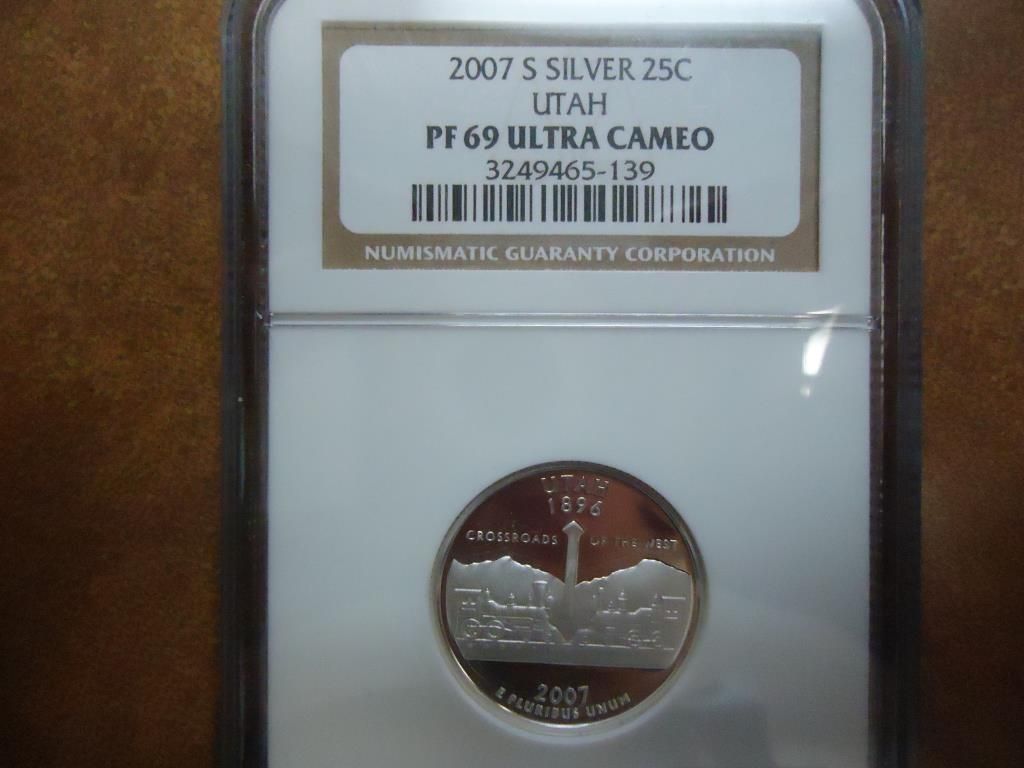 2007 S SILVER 25C
UTAH
PF 69 ULTRA CAMEO
3249465-139
NUMISMATIC GUARANTY CORPORATION
UTAH
1896
CROSSROADS OF THE WEST
2007
E PLURIBUS UNUM